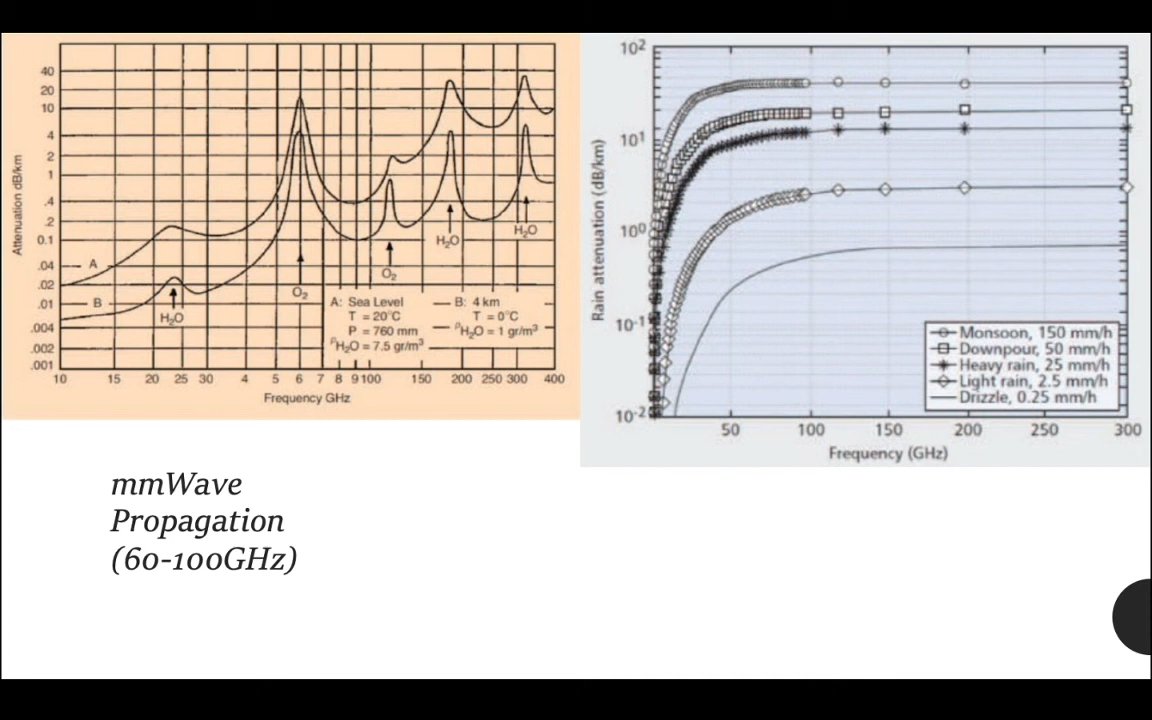 40
20
10
4
2
1
.4
.2
0.1
.04
.02
.01
.004
.002
.001
Attenuation dB/km
A
B
H2O
O2
O2
H2O
H2O
A: Sea Level
T = 20°C
P = 760 mm
PH2O = 7.5 gr/m³
B: 4 km
T = 0°C
PH2O = 1 gr/m³
10 15 20 25 30 4 5 6 7 8 9 100 150 200 250 300 400
Frequency GHz
10²
10¹
10⁰
10⁻¹
10⁻²
Rain attenuation (dB/km)
Monsoon, 150 mm/h
Downpour, 50 mm/h
Heavy rain, 25 mm/h
Light rain, 2.5 mm/h
Drizzle, 0.25 mm/h
50 100 150 200 250 300
Frequency (GHz)
mmWave
Propagation
(60-100GHz)